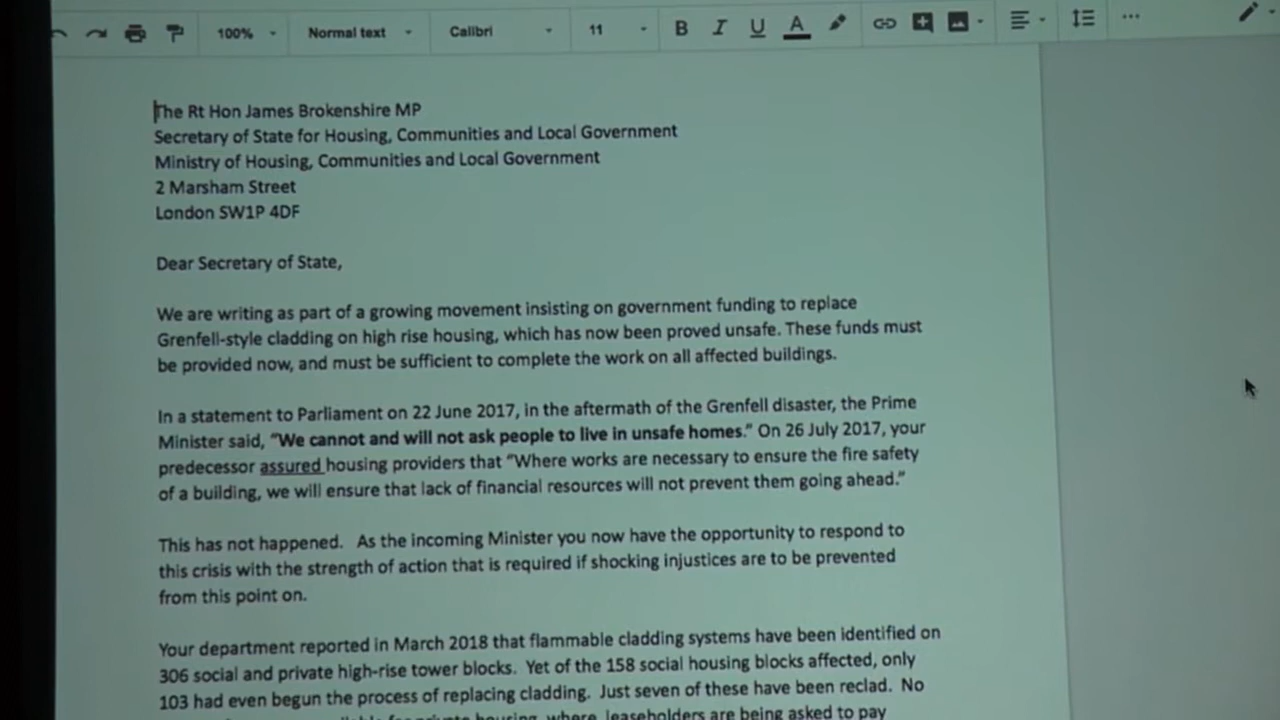 100% Normal text Calibri 11 B I U A
The Rt Hon James Brokenshire MP
Secretary of State for Housing, Communities and Local Government
Ministry of Housing, Communities and Local Government
2 Marsham Street
London SW1P 4DF
Dear Secretary of State,
We are writing as part of a growing movement insisting on government funding to replace
Grenfell-style cladding on high rise housing, which has now been proved unsafe. These funds must
be provided now, and must be sufficient to complete the work on all affected buildings.
In a statement to Parliament on 22 June 2017, in the aftermath of the Grenfell disaster, the Prime
Minister said, “We cannot and will not ask people to live in unsafe homes.” On 26 July 2017, your
predecessor assured housing providers that “Where works are necessary to ensure the fire safety
of a building, we will ensure that lack of financial resources will not prevent them going ahead.”
This has not happened. As the incoming Minister you now have the opportunity to respond to
this crisis with the strength of action that is required if shocking injustices are to be prevented
from this point on.
Your department reported in March 2018 that flammable cladding systems have been identified on
306 social and private high-rise tower blocks. Yet of the 158 social housing blocks affected, only
103 had even begun the process of replacing cladding. Just seven of these have been reclad. No
housing, where leaseholders are being asked to pay